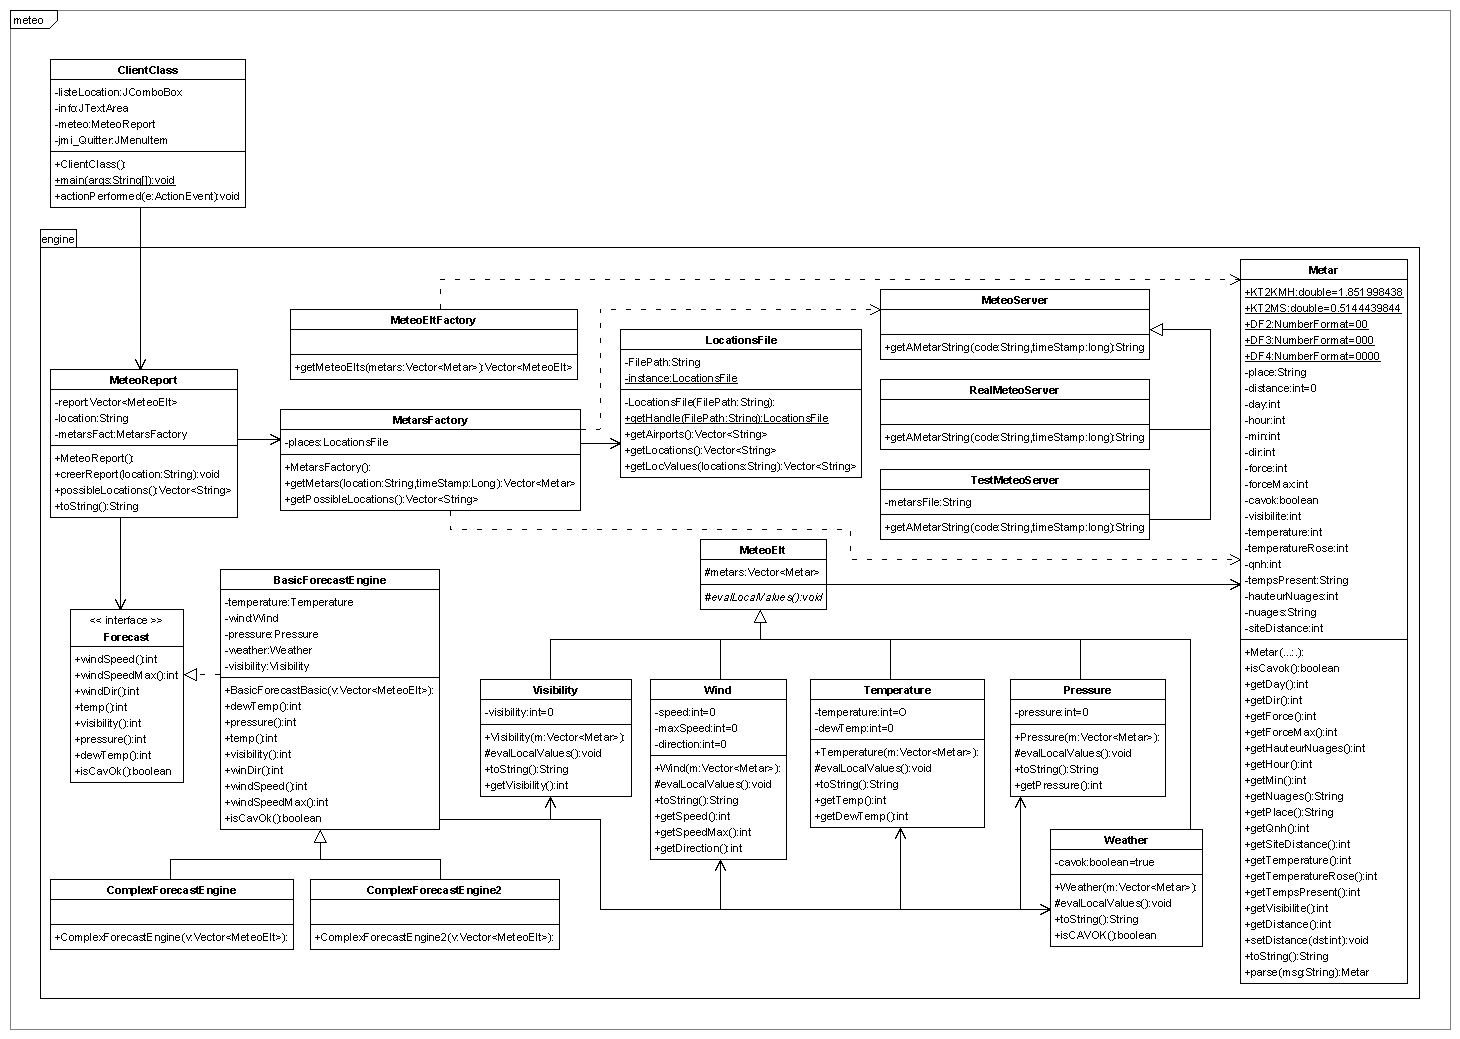 meteo
ClientClass
-listeLocation:JComboBox
-info:JTextArea
-meteo:MeteoReport
-jmi_Quitter:JMenuItem
+ClientClass():
+main(args:String[]):void
+actionPerformed(e:ActionEvent):void
engine
MeteoReport
-report:Vector<MeteoElt>
-location:String
-metarsFact:MetarsFactory
+MeteoReport():
+creerReport(location:String):void
+possibleLocations():Vector<String>
+toString():String
MeteoEltFactory
+getMeteoElts(metars:Vector<Metar>):Vector<MeteoElt>
MetarsFactory
-places:LocationsFile
+MetarsFactory():
+getMetars(location:String,timeStamp:Long):Vector<Metar>
+getPossibleLocations():Vector<String>
LocationsFile
-FilePath:String
-instance:LocationsFile
-LocationsFile(FilePath:String):
+getHandle(FilePath:String):LocationsFile
+getAirports():Vector<String>
+getLocations():Vector<String>
+getLocValues(locations:String):Vector<String>
MeteoServer
+getAMetarString(code:String,timeStamp:long):String
RealMeteoServer
+getAMetarString(code:String,timeStamp:long):String
TestMeteoServer
-metarsFile:String
+getAMetarString(code:String,timeStamp:long):String
Metar
+KT2KMH:double=1.851998438
+KT2MS:double=0.5144439844
+DF2:NumberFormat=00
+DF3:NumberFormat=000
+DF4:NumberFormat=0000
-place:String
-distance:int=0
-day:int
-hour:int
-min:int
-dir:int
-force:int
-forceMax:int
-cavok:boolean
-visibilite:int
-temperature:int
-temperatureRose:int
-qnh:int
-tempsPresent:String
-hauteurNuages:int
-nuages:String
-siteDistance:int
+Metar(...:.):
+isCavok():boolean
+getDay():int
+getDir():int
+getForce():int
+getForceMax():int
+getHauteurNuages():int
+getHour():int
+getMin():int
+getNuages():String
+getPlace():String
+getQnh():int
+getSiteDistance():int
+getTemperature():int
+getTemperatureRose():int
+getTempsPresent():int
+getVisibilite():int
+getDistance():int
+setDistance(dst:int):void
+toString():String
+parse(msg:String):Metar
MeteoElt
#metars:Vector<Metar>
#evalLocalValues():void
<< interface >>
Forecast
+windSpeed():int
+windSpeedMax():int
+windDir():int
+temp():int
+visibility():int
+pressure():int
+dewTemp():int
+isCavOk():boolean
BasicForecastEngine
-temperature:Temperature
-wind:Wind
-pressure:Pressure
-weather:Weather
-visibility:Visibility
+BasicForecastBasic(v:Vector<MeteoElt>):
+dewTemp():int
+pressure():int
+temp():int
+visibility():int
+winDir():int
+windSpeed():int
+windSpeedMax():int
+isCavOk():boolean
Visibility
-visibility:int=0
+Visibility(m:Vector<Metar>):
#evalLocalValues():void
+toString():String
+getVisibility():int
Wind
-speed:int=0
-maxSpeed:int=0
-direction:int=0
+Wind(m:Vector<Metar>):
#evalLocalValues():void
+toString():String
+getSpeed():int
+getSpeedMax():int
+getDirection():int
Temperature
-temperature:int=O
-dewTemp:int=0
+Temperature(m:Vector<Metar>):
#evalLocalValues():void
+toString():String
+getTemp():int
+getDewTemp():int
Pressure
-pressure:int=0
+Pressure(m:Vector<Metar>):
#evalLocalValues():void
+toString():String
+getPressure():int
Weather
-cavok:boolean=true
+Weather(m:Vector<Metar>):
#evalLocalValues():void
+toString():String
+isCAVOK():boolean
ComplexForecastEngine
+ComplexForecastEngine(v:Vector<MeteoElt>):
ComplexForecastEngine2
+ComplexForecastEngine2(v:Vector<MeteoElt>):